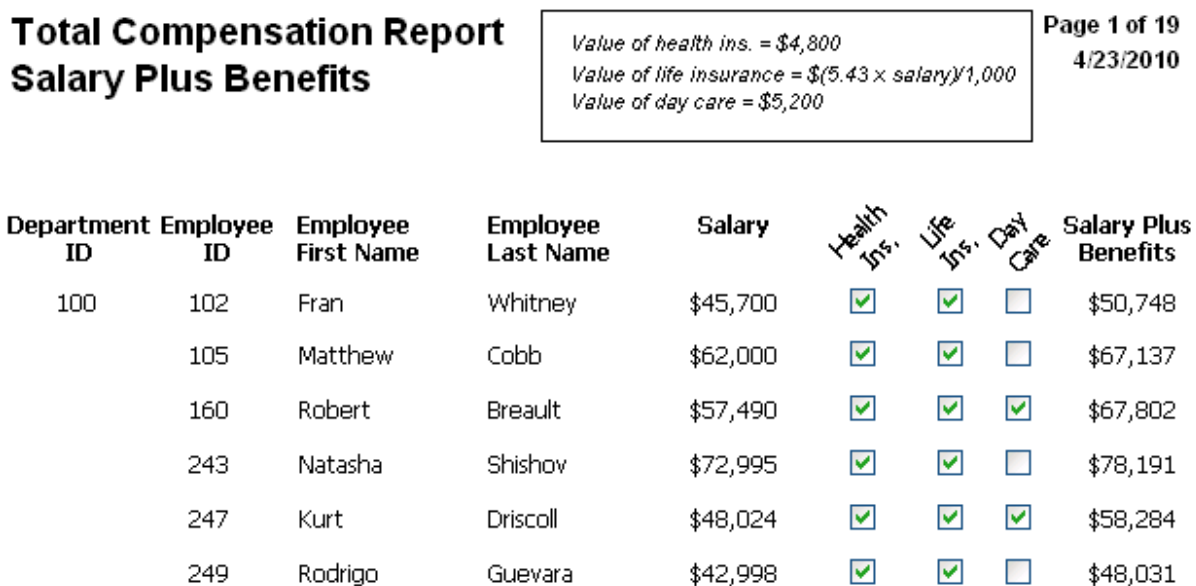 Total Compensation Report
Salary Plus Benefits
Value of health ins. = $4,800
Value of life insurance = $(5.43 x salary)/1,000
Value of day care = $5,200
Page 1 of 19
4/23/2010
Department ID Employee ID Employee First Name Employee Last Name Salary Health Ins. Life Ins. Day Care Salary Plus Benefits
100 102 Fran Whitney $45,700 $50,748
105 Matthew Cobb $62,000 $67,137
160 Robert Breault $57,490 $67,802
243 Natasha Shishov $72,995 $78,191
247 Kurt Driscoll $48,024 $58,284
249 Rodrigo Guevara $42,998 $48,031